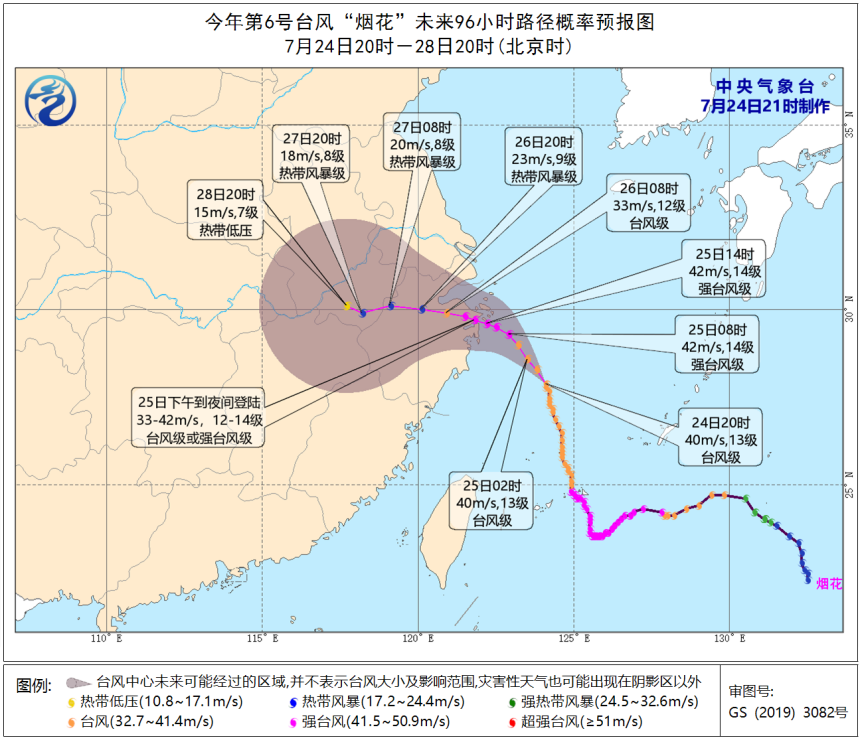 今年第6号台风“烟花”未来96小时路径概率预报图
7月24日20时－28日20时(北京时)
中央气象台
7月24日21时制作
27日20时
18m/s,8级
热带风暴级
27日08时
20m/s,8级
热带风暴级
26日20时
23m/s,9级
热带风暴级
28日20时
15m/s,7级
热带低压
26日08时
33m/s,12级
台风级
25日14时
42m/s,14级
强台风级
25日08时
42m/s,14级
强台风级
25日下午到夜间登陆
33-42m/s，12-14级
台风级或强台风级
24日20时
40m/s,13级
台风级
25日02时
40m/s,13级
台风级
烟花
35° N
30° N
25° N
110° E
115° E
120° E
125° E
130° E
图例:
台风中心未来可能经过的区域,并不表示台风大小及影响范围,灾害性天气也可能出现在阴影区以外
热带低压(10.8~17.1m/s)
热带风暴(17.2~24.4m/s)
强热带风暴(24.5~32.6m/s)
台风(32.7~41.4m/s)
强台风(41.5~50.9m/s)
超强台风(≥51m/s)
审图号:
GS (2019) 3082号